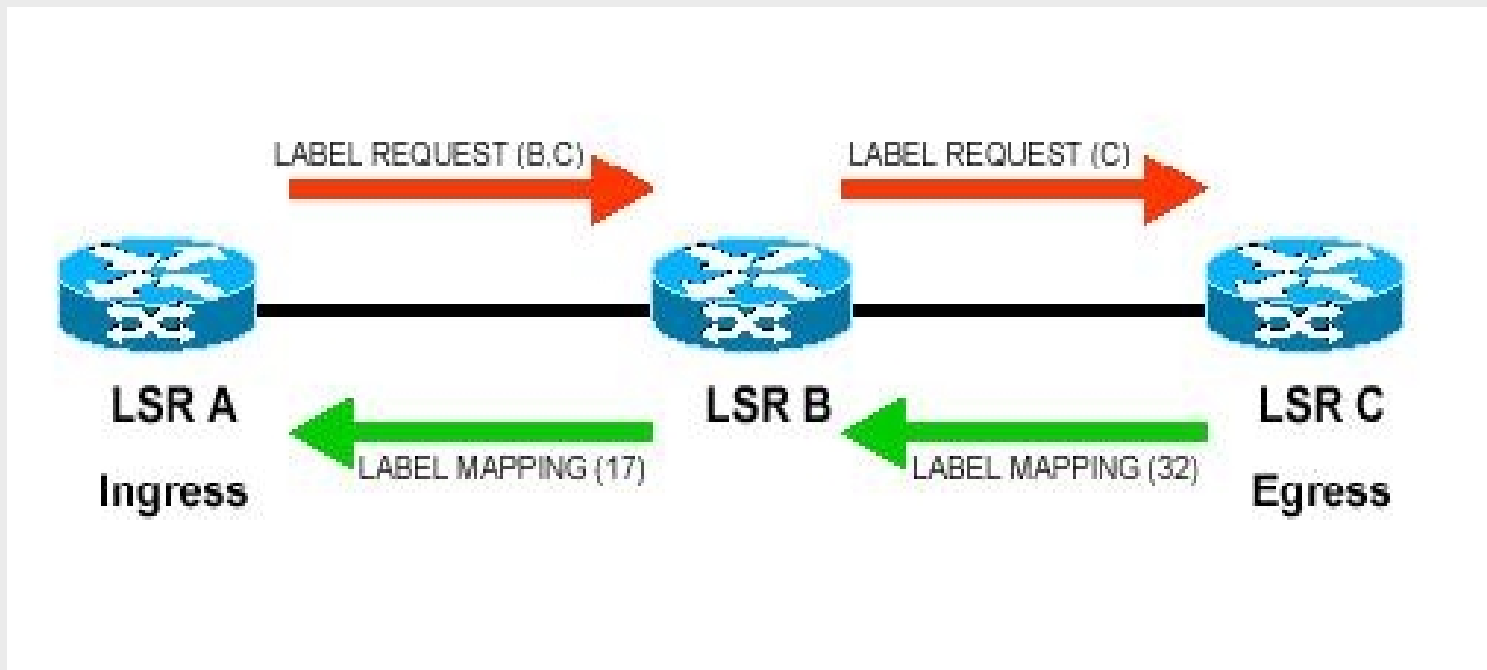 LABEL REQUEST (B,C)
LABEL REQUEST (C)
LSR A
LSR B
LSR C
LABEL MAPPING (17)
LABEL MAPPING (32)
Ingress
Egress